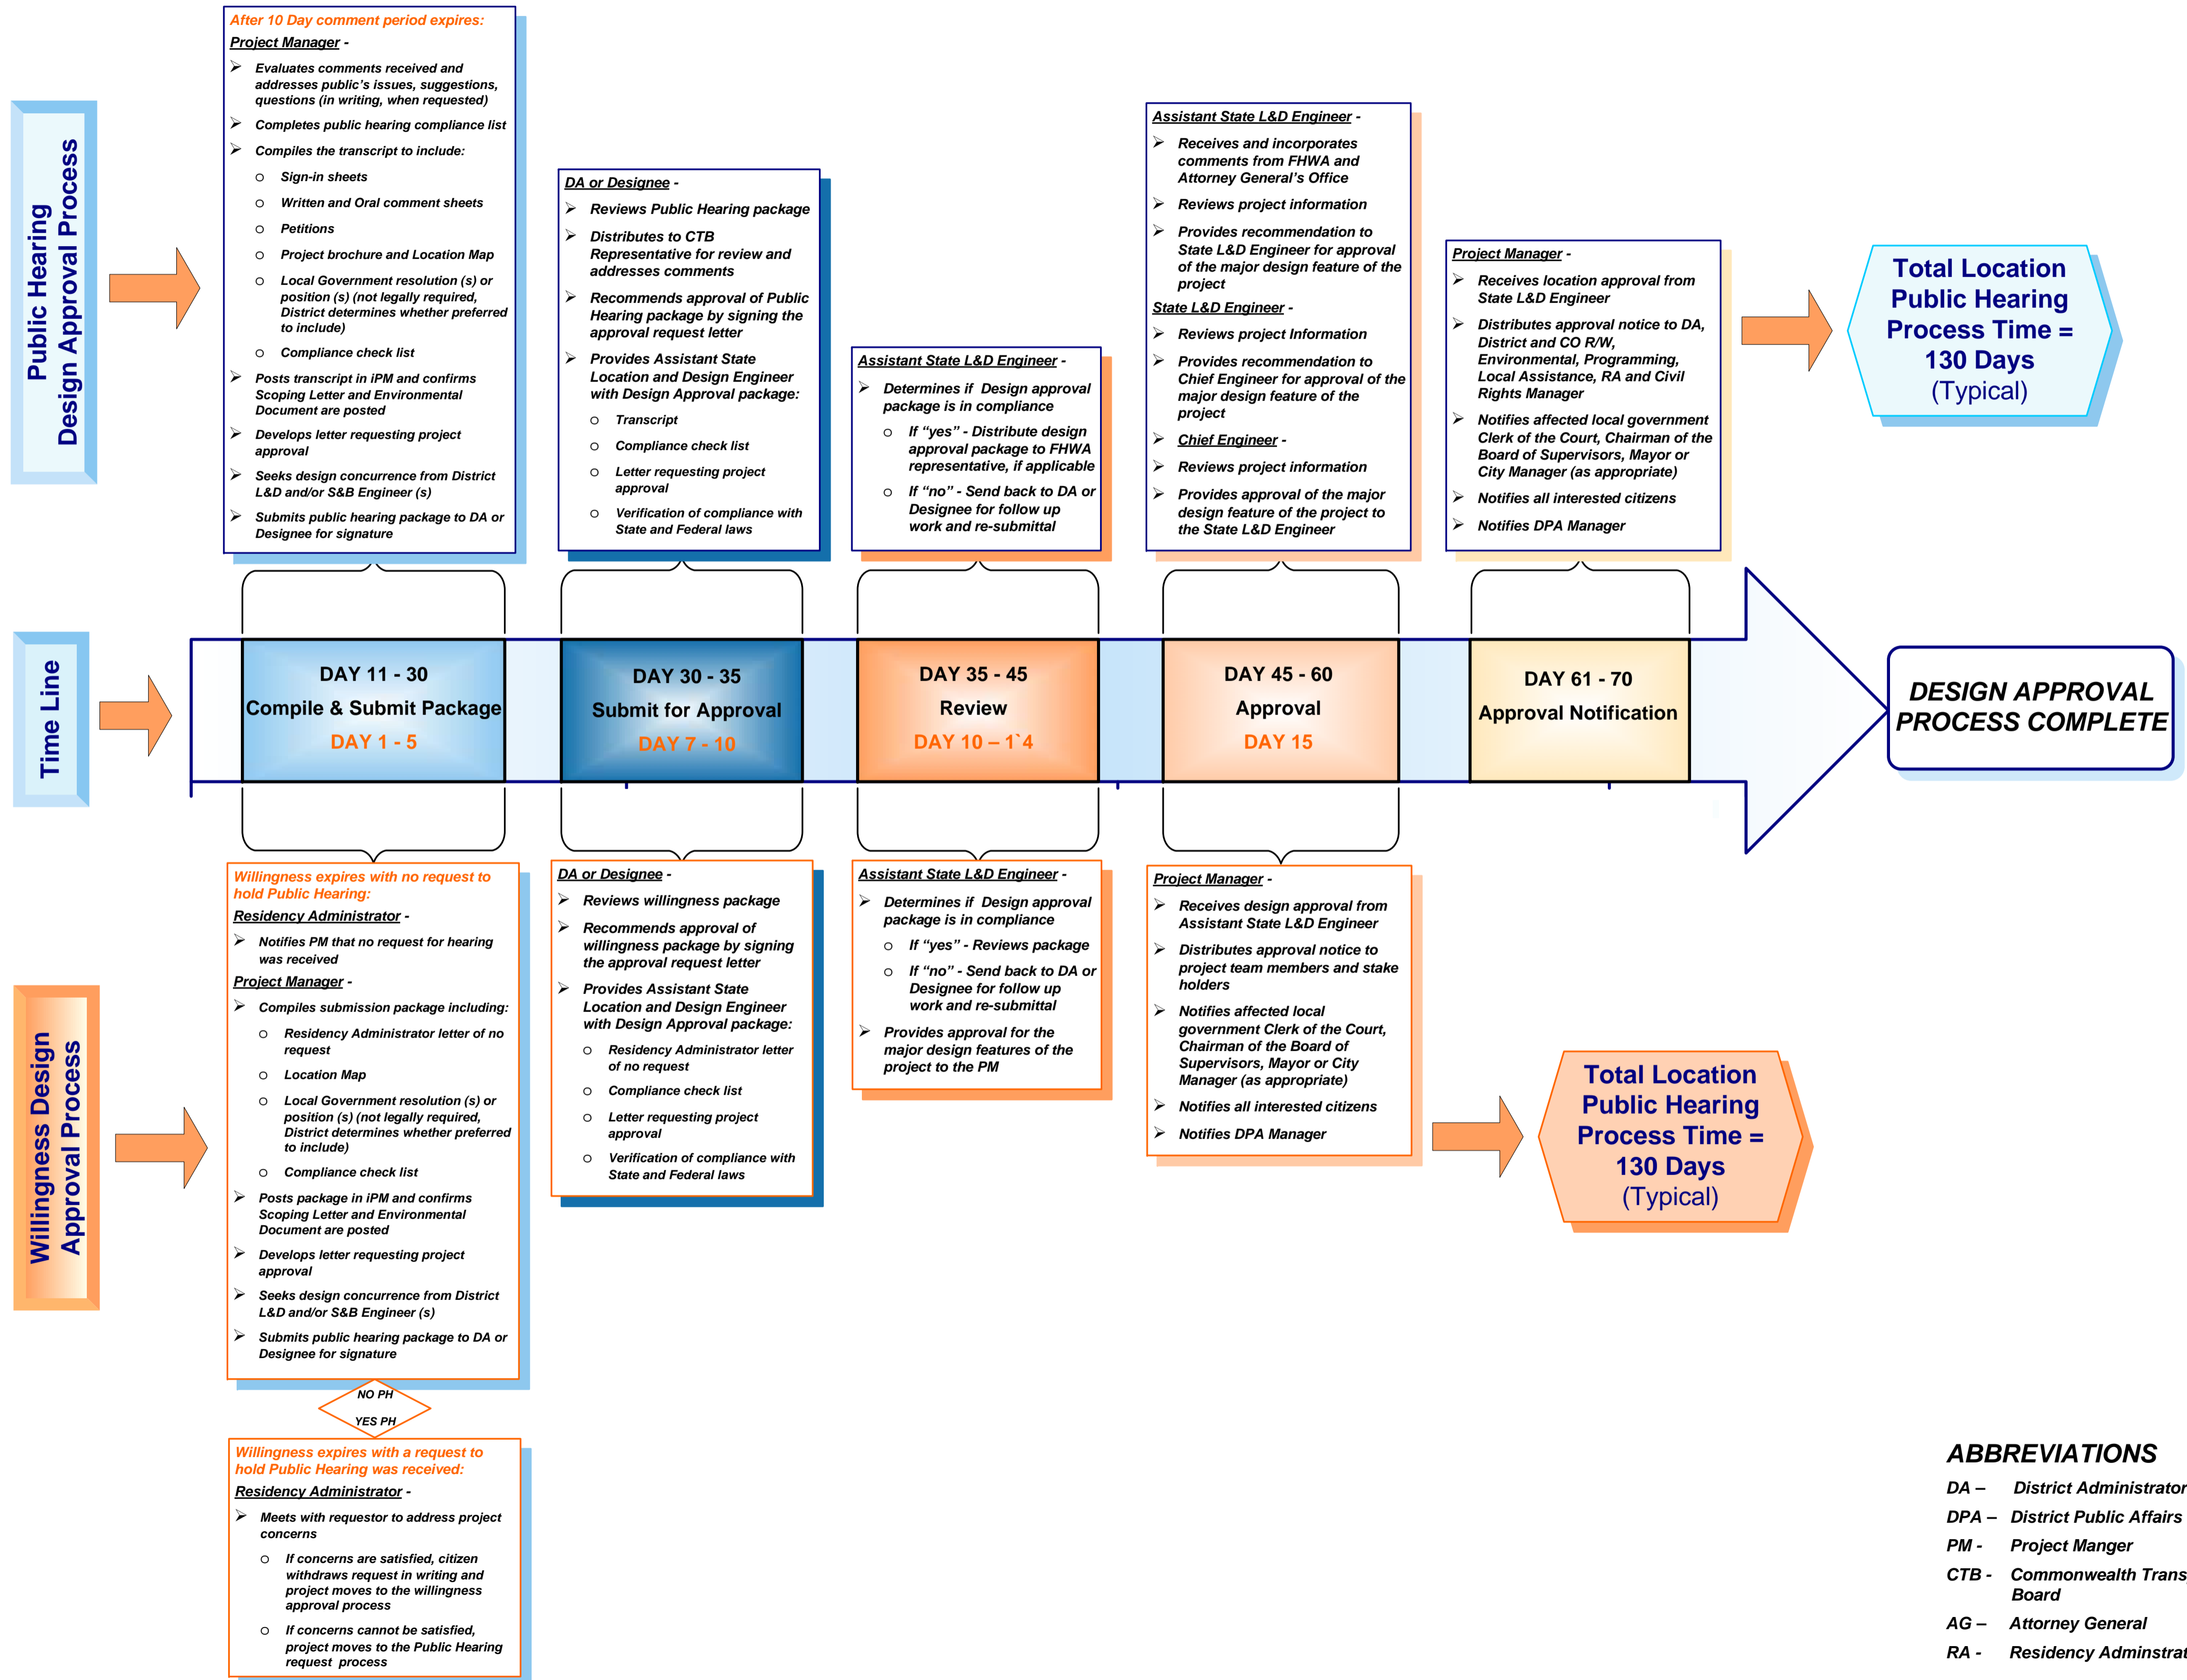 Public Hearing
Design Approval Process
After 10 Day comment period expires:
Project Manager -
Evaluates comments received and
addresses public's issues, suggestions,
questions (in writing, when requested)
Completes public hearing compliance list
Compiles the transcript to include:
Sign-in sheets
Written and Oral comment sheets
Petitions
Project brochure and Location Map
Local Government resolution (s) or
position (s) (not legally required,
District determines whether preferred
to include)
Compliance check list
Posts transcript in iPM and confirms
Scoping Letter and Environmental
Document are posted
Develops letter requesting project
approval
Seeks design concurrence from District
L&D and/or S&B Engineer (s)
Submits public hearing package to DA or
Designee for signature
DA or Designee -
Reviews Public Hearing package
Distributes to CTB
Representative for review and
addresses comments
Recommends approval of Public
Hearing package by signing the
approval request letter
Provides Assistant State
Location and Design Engineer
with Design Approval package:
Transcript
Compliance check list
Letter requesting project
approval
Verification of compliance with
State and Federal laws
Assistant State L&D Engineer -
Determines if Design approval
package is in compliance
If "yes" - Distribute design
approval package to FHWA
representative, if applicable
If "no" - Send back to DA or
Designee for follow up
work and re-submittal
Assistant State L&D Engineer -
Receives and incorporates
comments from FHWA and
Attorney General's Office
Reviews project information
Provides recommendation to
State L&D Engineer for approval
of the major design feature of the
project
State L&D Engineer -
Reviews project Information
Provides recommendation to
Chief Engineer for approval of the
major design feature of the
project
Chief Engineer -
Reviews project information
Provides approval of the major
design feature of the project to
the State L&D Engineer
Project Manager -
Receives location approval from
State L&D Engineer
Distributes approval notice to DA,
District and CO R/W,
Environmental, Programming,
Local Assistance, RA and Civil
Rights Manager
Notifies affected local government
Clerk of the Court, Chairman of the
Board of Supervisors, Mayor or
City Manager (as appropriate)
Notifies all interested citizens
Notifies DPA Manager
Total Location
Public Hearing
Process Time =
130 Days
(Typical)
Time Line
DAY 11 - 30
Compile & Submit Package
DAY 1 - 5
DAY 30 - 35
Submit for Approval
DAY 7 - 10
DAY 35 - 45
Review
DAY 10 – 1`4
DAY 45 - 60
Approval
DAY 15
DAY 61 - 70
Approval Notification
DESIGN APPROVAL
PROCESS COMPLETE
Willingness Design
Approval Process
Willingness expires with no request to
hold Public Hearing:
Residency Administrator -
Notifies PM that no request for hearing
was received
Project Manager -
Compiles submission package including:
Residency Administrator letter of no
request
Location Map
Local Government resolution (s) or
position (s) (not legally required,
District determines whether preferred
to include)
Compliance check list
Posts package in iPM and confirms
Scoping Letter and Environmental
Document are posted
Develops letter requesting project
approval
Seeks design concurrence from District
L&D and/or S&B Engineer (s)
Submits public hearing package to DA or
Designee for signature
NO PH
YES PH
Willingness expires with a request to
hold Public Hearing was received:
Residency Administrator -
Meets with requestor to address project
concerns
If concerns are satisfied, citizen
withdraws request in writing and
project moves to the willingness
approval process
If concerns cannot be satisfied,
project moves to the Public Hearing
request process
DA or Designee -
Reviews willingness package
Recommends approval of
willingness package by signing
the approval request letter
Provides Assistant State
Location and Design Engineer
with Design Approval package:
Residency Administrator letter
of no request
Compliance check list
Letter requesting project
approval
Verification of compliance with
State and Federal laws
Assistant State L&D Engineer -
Determines if Design approval
package is in compliance
If "yes" - Reviews package
If "no" - Send back to DA or
Designee for follow up
work and re-submittal
Provides approval for the
major design features of the
project to the PM
Project Manager -
Receives design approval from
Assistant State L&D Engineer
Distributes approval notice to
project team members and stake
holders
Notifies affected local
government Clerk of the Court,
Chairman of the Board of
Supervisors, Mayor or City
Manager (as appropriate)
Notifies all interested citizens
Notifies DPA Manager
Total Location
Public Hearing
Process Time =
130 Days
(Typical)
ABBREVIATIONS
DA – District Administrator
DPA – District Public Affairs
PM - Project Manger
CTB - Commonwealth
Board
AG – Attorney General
RA - Residency